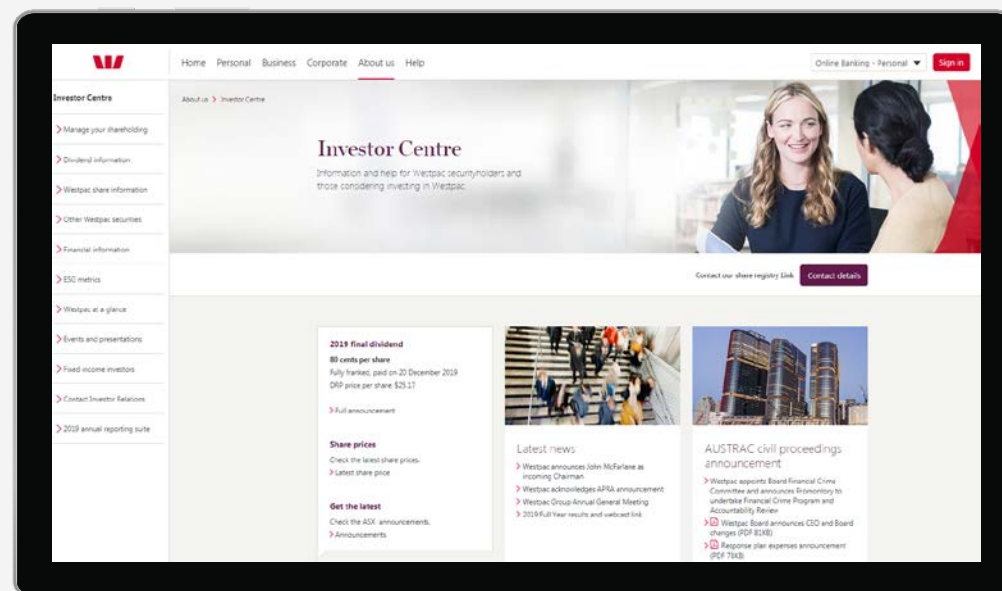 Home Personal Business Corporate About us Help
Online Banking - Personal
Sign in
Investor Centre
Manage your shareholding
Dividend information
Westpac share information
Other Westpac securities
Financial information
ESG metrics
Westpac at a glance
Events and presentations
Fixed income investors
Contact Investor Relations
2019 annual reporting suite
About us > Investor Centre
Investor Centre
Information and help for Westpac securityholders and
those considering investing in Westpac.
Contact our share registry Link
Contact details
2019 final dividend
80 cents per share
Fully franked, paid on 20 December 2019
DRP price per share: $25.17
Full announcement
Share prices
Check the latest share prices.
Latest share price
Get the latest
Check the ASX announcements.
Announcements
Latest news
Westpac announces John McFarlane as
incoming Chairman
Westpac acknowledges APRA announcement
Westpac Group Annual General Meeting
2019 Full Year results and webcast link
AUSTRAC civil proceedings
announcement
Westpac appoints Board Financial Crime
Committee and announces Promontory to
undertake Financial Crime Program and
Accountability Review
Westpac Board announces CEO and Board
changes (PDF 81KB)
Response plan expenses announcement
(PDF 78KB)